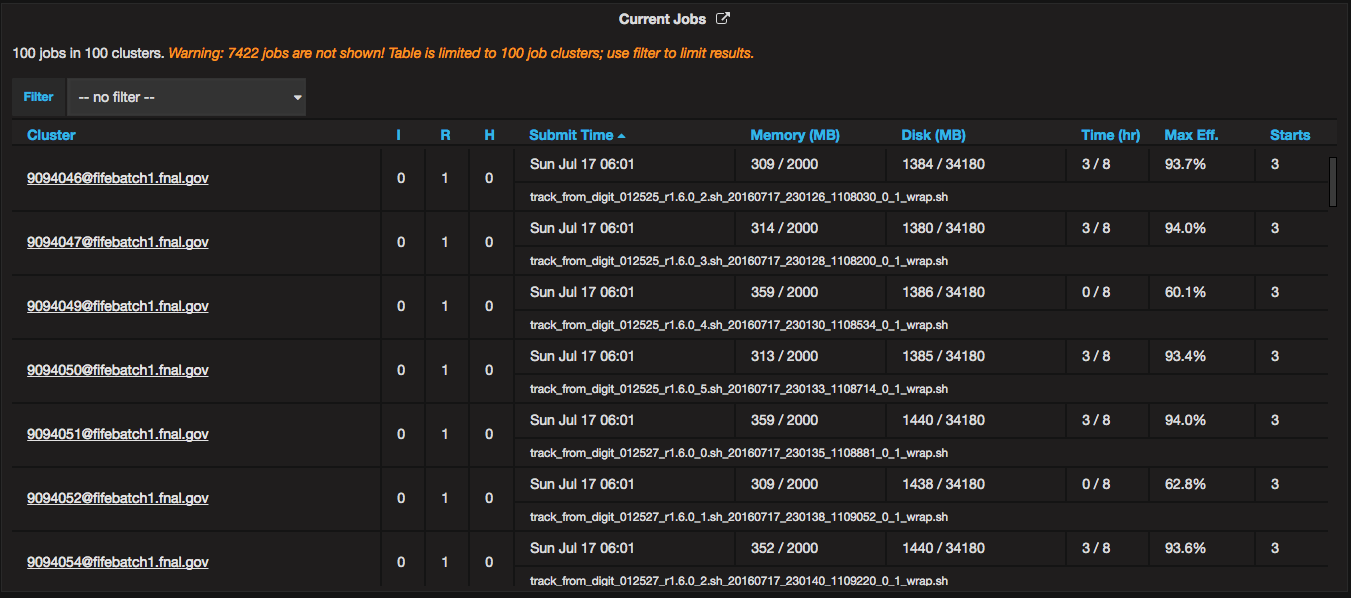 Current Jobs
100 jobs in 100 clusters. Warning: 7422 jobs are not shown! Table is limited to 100 job clusters; use filter to limit results.
Filter -- no filter --
Cluster I R H Submit Time Memory (MB) Disk (MB) Time (hr) Max Eff. Starts
9094046@fifebatch1.fnal.gov 0 1 0 Sun Jul 17 06:01 309 / 2000 1384 / 34180 3 / 8 93.7% 3
track_from_digit_012525_r1.6.0_2.sh_20160717_230126_1108030_0_1_wrap.sh
9094047@fifebatch1.fnal.gov 0 1 0 Sun Jul 17 06:01 314 / 2000 1380 / 34180 3 / 8 94.0% 3
track_from_digit_012525_r1.6.0_3.sh_20160717_230128_1108200_0_1_wrap.sh
9094049@fifebatch1.fnal.gov 0 1 0 Sun Jul 17 06:01 359 / 2000 1386 / 34180 0 / 8 60.1% 3
track_from_digit_012525_r1.6.0_4.sh_20160717_230130_1108534_0_1_wrap.sh
9094050@fifebatch1.fnal.gov 0 1 0 Sun Jul 17 06:01 313 / 2000 1385 / 34180 3 / 8 93.4% 3
track_from_digit_012525_r1.6.0_5.sh_20160717_230133_1108714_0_1_wrap.sh
9094051@fifebatch1.fnal.gov 0 1 0 Sun Jul 17 06:01 359 / 2000 1440 / 34180 3 / 8 94.0% 3
track_from_digit_012527_r1.6.0_0.sh_20160717_230135_1108881_0_1_wrap.sh
9094052@fifebatch1.fnal.gov 0 1 0 Sun Jul 17 06:01 309 / 2000 1438 / 34180 0 / 8 62.8% 3
track_from_digit_012527_r1.6.0_1.sh_20160717_230138_1109052_0_1_wrap.sh
9094054@fifebatch1.fnal.gov 0 1 0 Sun Jul 17 06:01 352 / 2000 1440 / 34180 3 / 8 93.6% 3
track_from_digit_012527_r1.6.0_2.sh_20160717_230140_1109220_0_1_wrap.sh